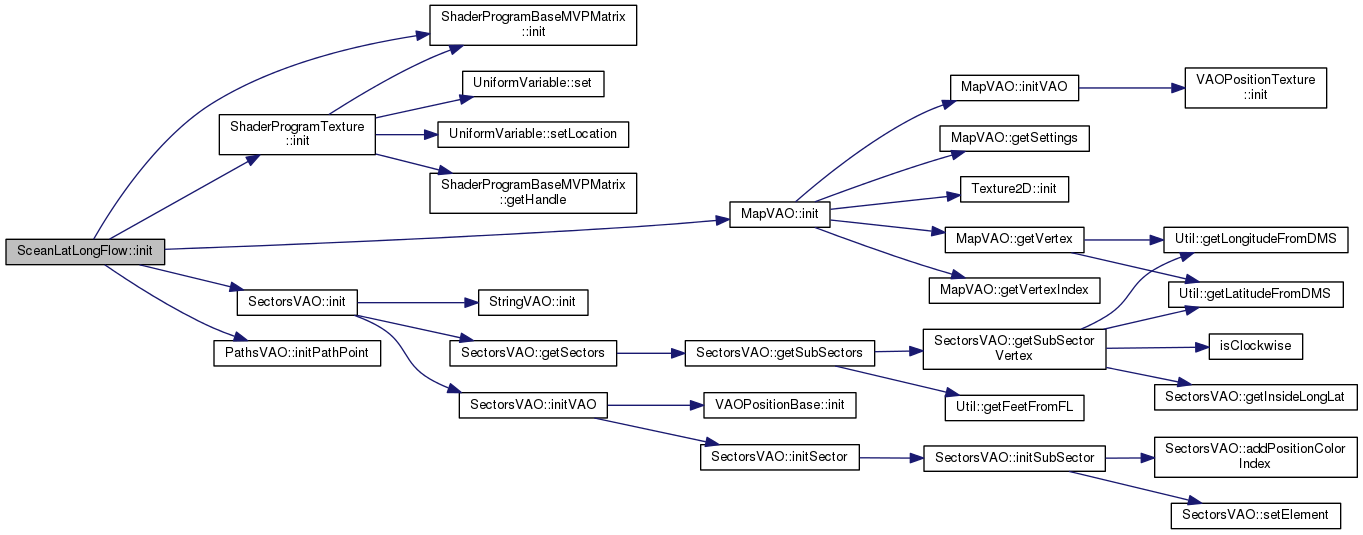 SceanLatLongFlow::init
ShaderProgramBaseMVPMatrix
::init
ShaderProgramTexture
::init
UniformVariable::set
UniformVariable::setLocation
ShaderProgramBaseMVPMatrix
::getHandle
MapVAO::init
MapVAO::initVAO
VAOPositionTexture
::init
MapVAO::getSettings
Texture2D::init
MapVAO::getVertex
Util::getLongitudeFromDMS
Util::getLatitudeFromDMS
MapVAO::getVertexIndex
SectorsVAO::init
StringVAO::init
PathsVAO::initPathPoint
SectorsVAO::getSectors
SectorsVAO::getSubSectors
SectorsVAO::getSubSector
Vertex
isClockwise
SectorsVAO::getInsideLongLat
Util::getFeetFromFL
SectorsVAO::initVAO
VAOPositionBase::init
SectorsVAO::initSector
SectorsVAO::initSubSector
SectorsVAO::addPositionColor
Index
SectorsVAO::setElement